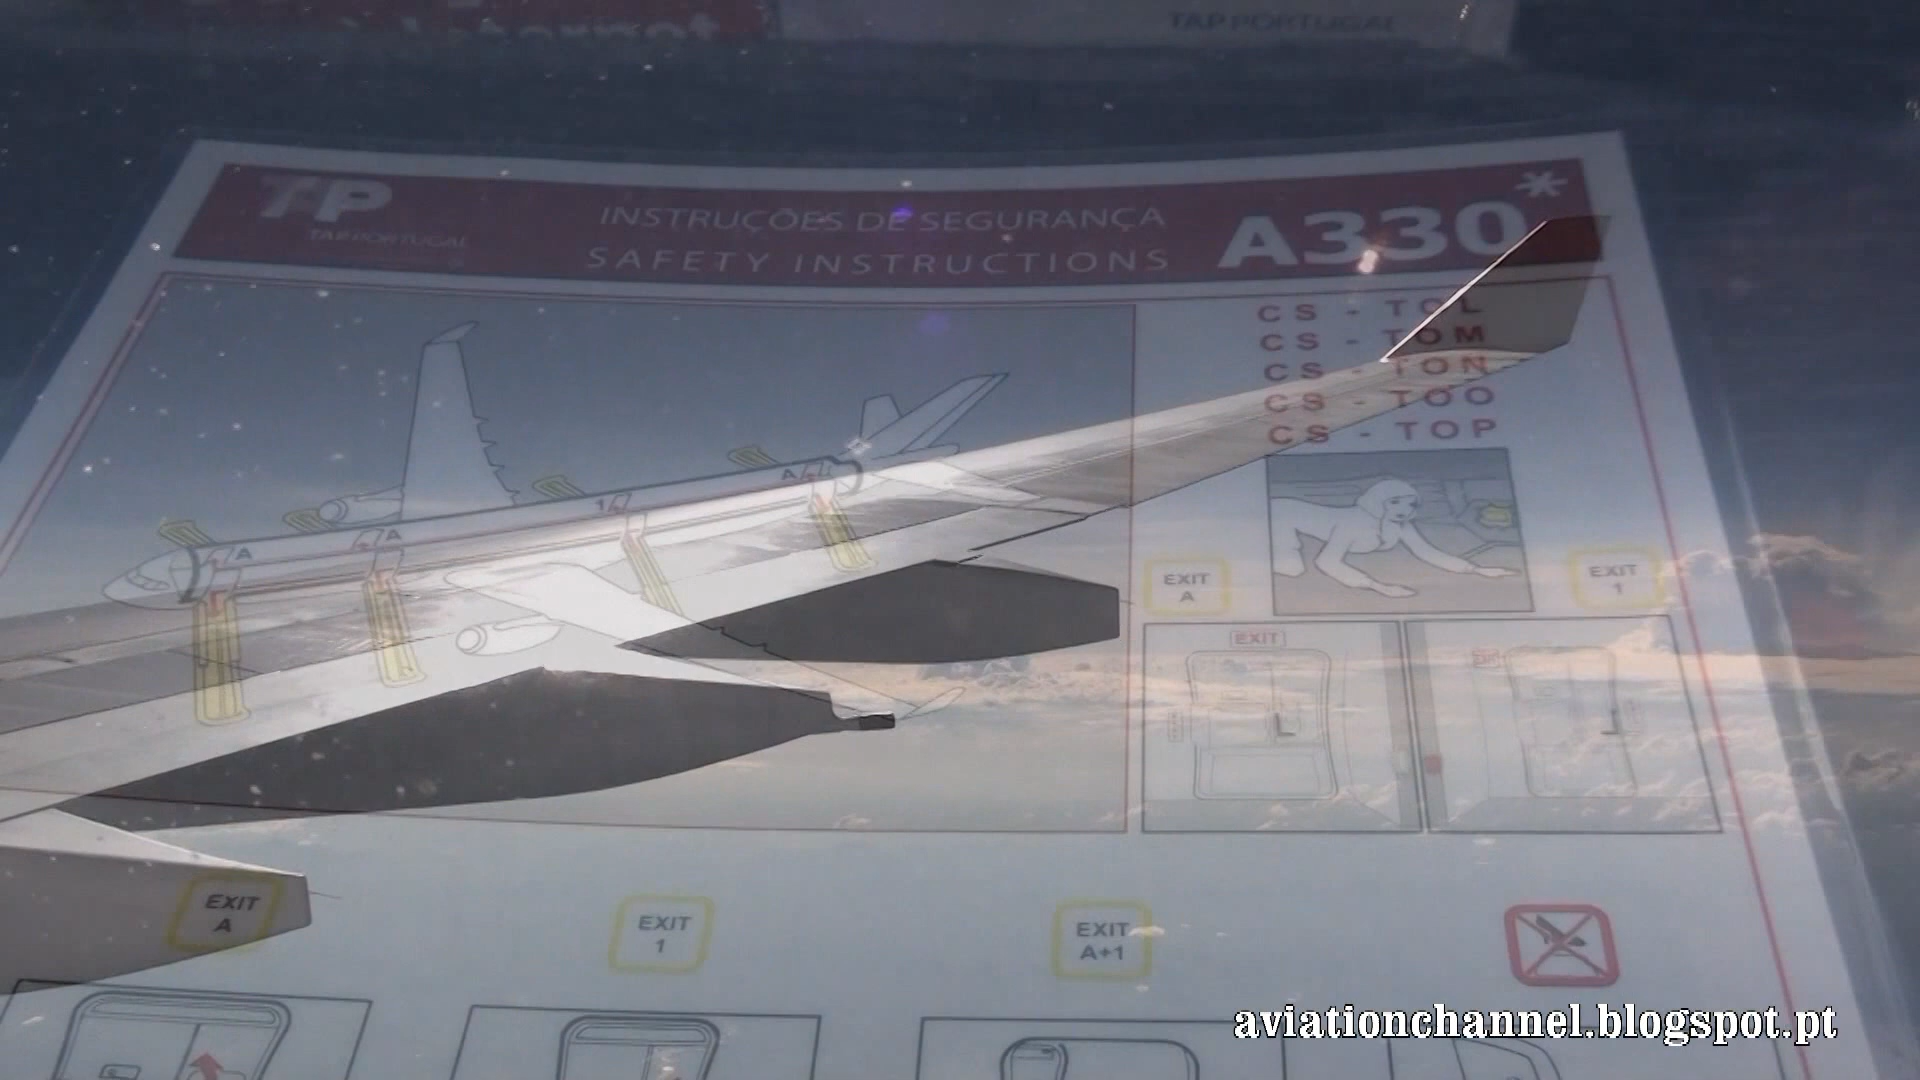 TAP PORTUGAL
TAP
TAP PORTUGAL
INSTRUÇÕES DE SEGURANÇA
SAFETY INSTRUCTIONS
A330*
CS - TOL
CS - TOM
CS - TON
CS - TOO
CS - TOP
A
1
A
A
EXIT
A
EXIT
1
EXIT
EXIT
A
EXIT
1
EXIT
A+1
aviationchannel.blogspot.pt